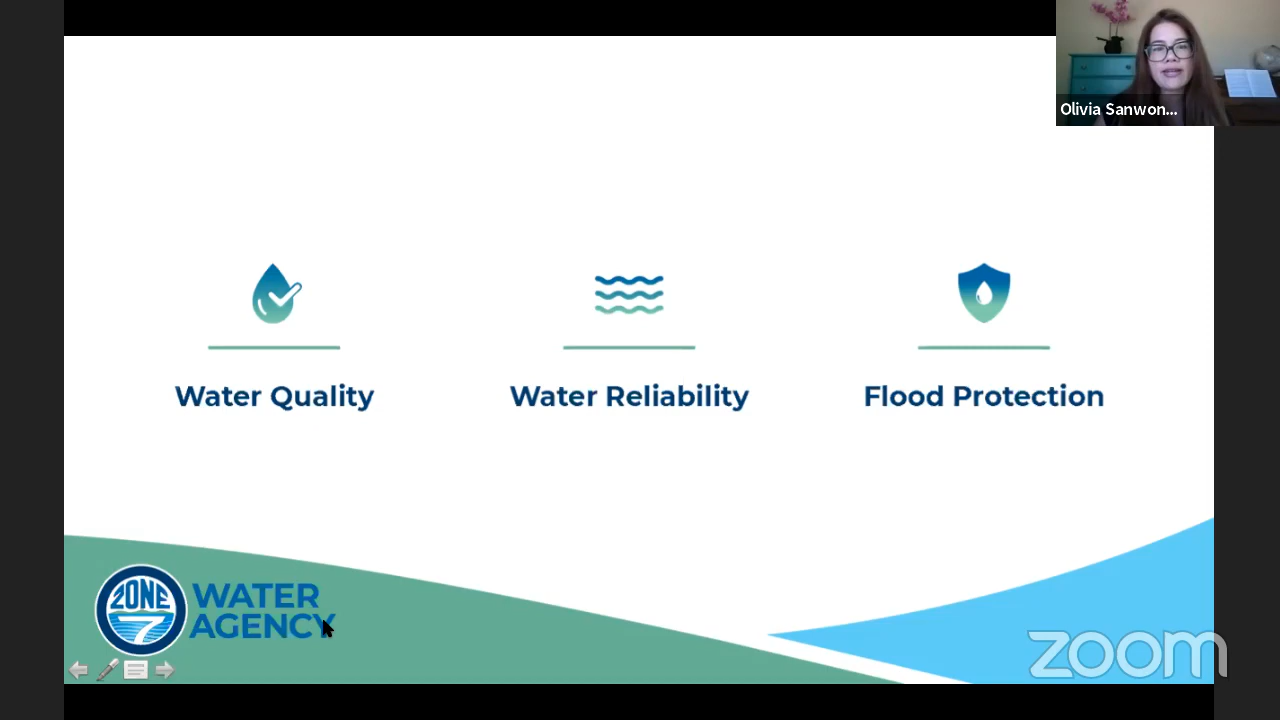 Olivia Sanwon...
Water Quality
Water Reliability
Flood Protection
ZONE
7
WATER
AGENCY
zoom